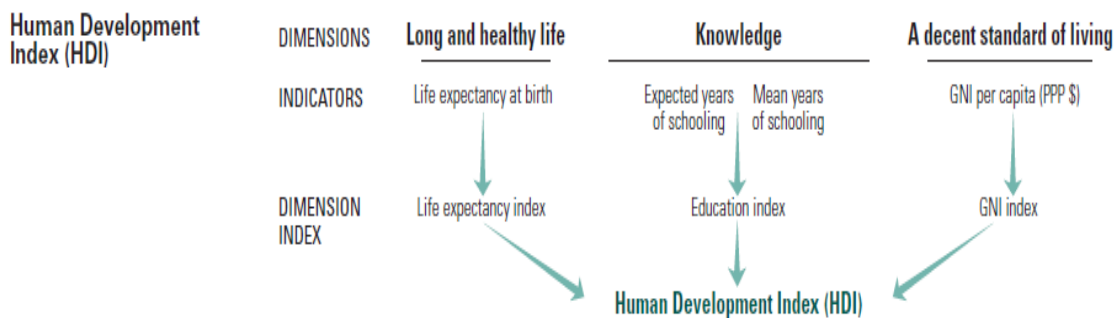 Human Development
Index (HDI)
DIMENSIONS Long and healthy life Knowledge A decent standard of living
INDICATORS Life expectancy at birth Expected years of schooling Mean years of schooling GNI per capita (PPP $)
DIMENSION
INDEX
Life expectancy index Education index GNI index
Human Development Index (HDI)